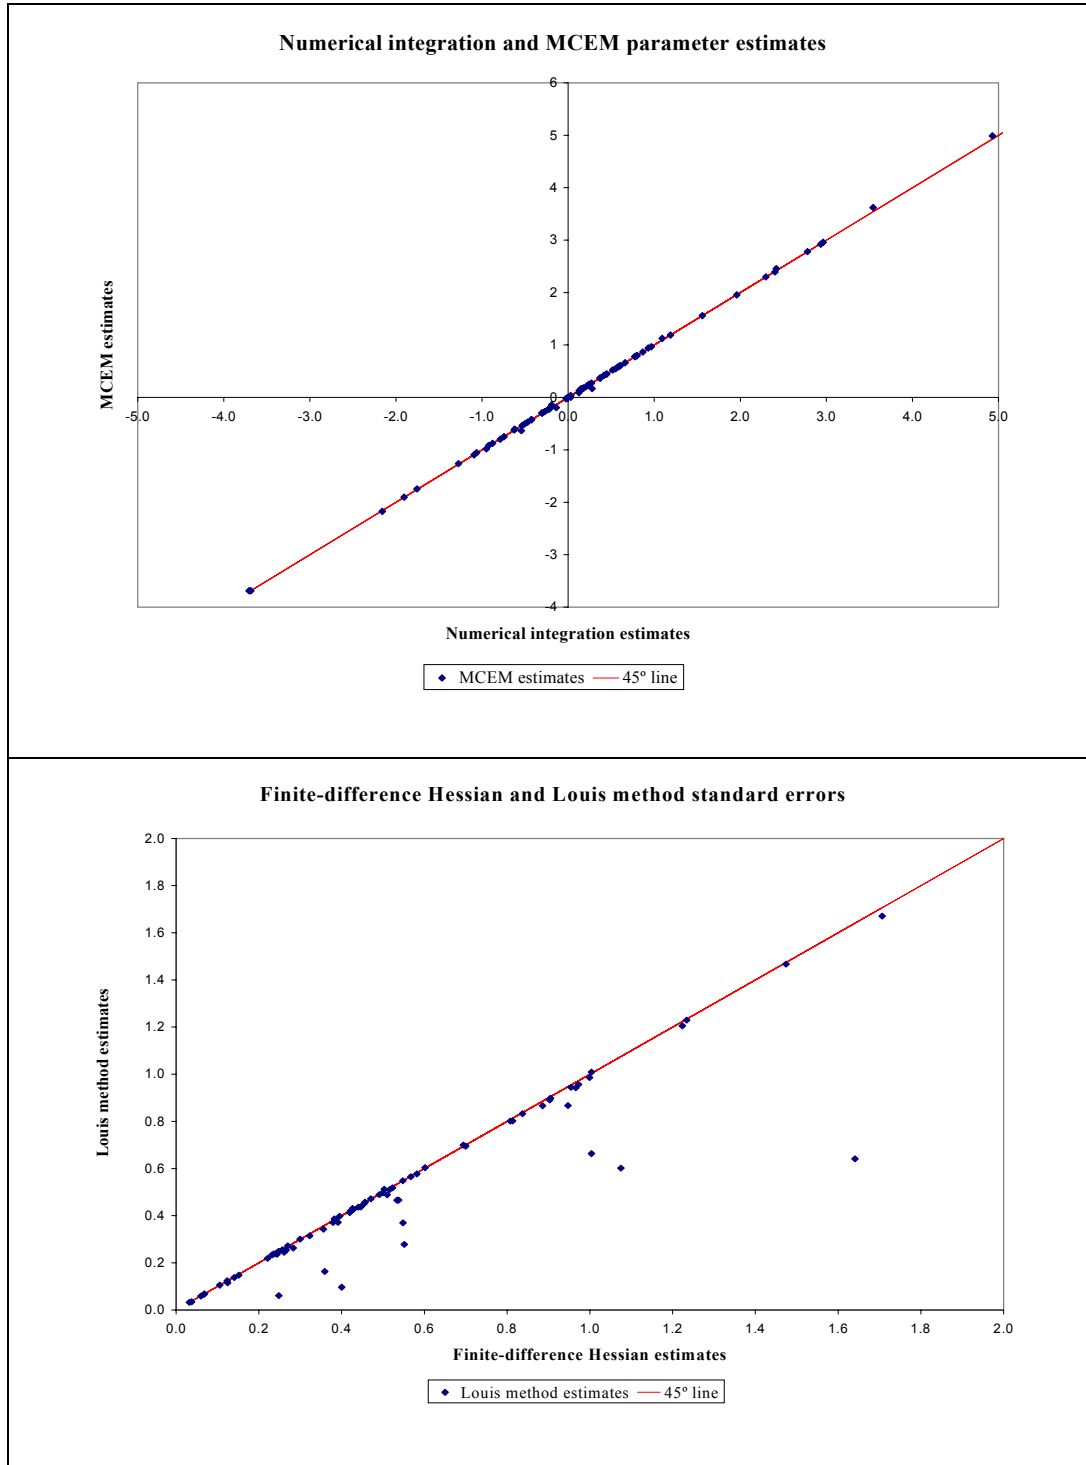 Numerical integration and MCEM parameter estimates
6
5
4
3
2
1
0
-1
-2
-3
-4
-5.0 -4.0 -3.0 -2.0 -1.0 0.0 1.0 2.0 3.0 4.0 5.0
MCEM estimates
Numerical integration estimates
MCEM estimates 45º line
Finite-difference Hessian and Louis method standard errors
2.0
1.8
1.6
1.4
1.2
1.0
0.8
0.6
0.4
0.2
0.0
0.0 0.2 0.4 0.6 0.8 1.0 1.2 1.4 1.6 1.8 2.0
Louis method estimates
Finite-difference Hessian estimates
Louis method estimates 45º line